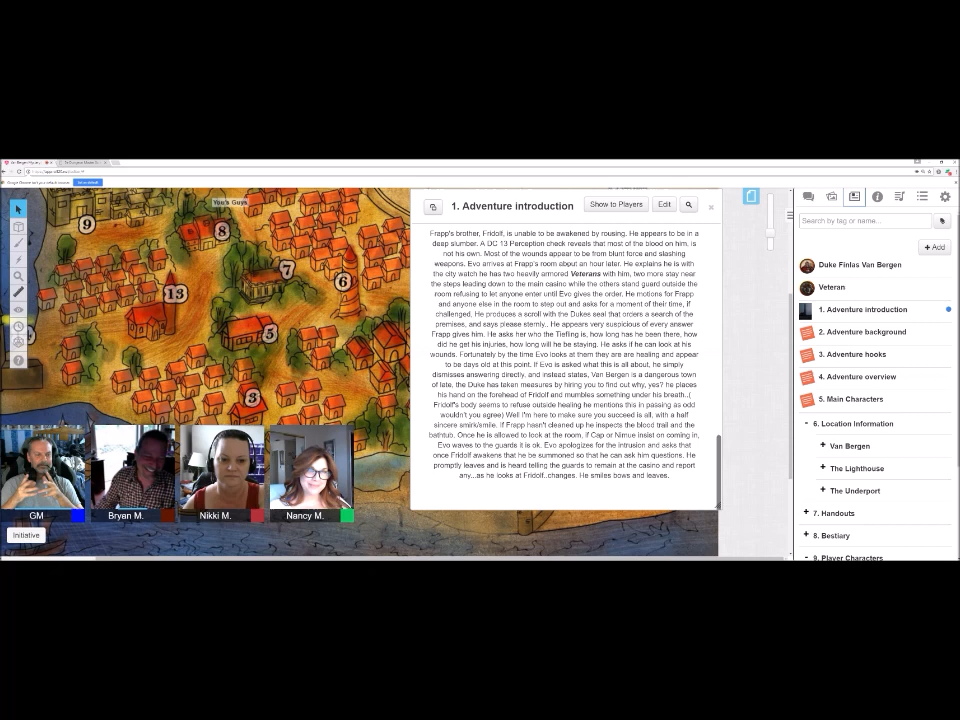 You's Guys
9
8
7
6
13
5
3
1. Adventure introduction
Show to Players
Edit
Frapp's brother, Fridolf, is unable to be awakened by rousing. He appears to be in a
deep slumber. A DC 13 Perception check reveals that most of the blood on him, is
not his own. Most of the wounds appear to be from blunt force and slashing
weapons. Evo arrives at Frapp's room about an hour later. He explains he is with
the city watch he has two heavily armored Veterans with him, two more stay near
the steps leading down to the main casino while the others stand guard outside the
room refusing to let anyone enter until Evo gives the order. He motions for Frapp
and anyone else in the room to step out and asks for a moment of their time, if
challenged, He produces a scroll with the Dukes seal that orders a search of the
premises, and says please sternly.. He appears very suspicious of every answer
Frapp gives him. He asks her who the Tiefling is, how long has he been there, how
did he get his injuries, how long will he be staying. He asks if he can look at his
wounds. Fortunately by the time Evo looks at them they are are healing and appear
to be days old at this point. If Evo is asked what this is all about, he simply
dismisses answering directly, and instead states, Van Bergen is a dangerous town
of late, the Duke has taken measures by hiring you to find out why, yes? he places
his hand on the forehead of Fridolf and mumbles something under his breath..(
Fridolf's body seems to refuse outside healing he mentions this in passing as odd
wouldn't you agree) Well I'm here to make sure you succeed is all, with a half
sincere smirk/smile. If Frapp hasn't cleaned up he inspects the blood trail and the
bathtub. Once he is allowed to look at the room, if Cap or Nimue insist on coming in,
Evo waves to the guards it is ok. Evo apologizes for the intrusion and asks that
once Fridolf awakens that he be summoned so that he can ask him questions. He
promptly leaves and is heard telling the guards to remain at the casino and report
any...as he looks at Fridolf..changes. He smiles bows and leaves.
GM
Bryan M.
Nikki M.
Nancy M.
Initiative
Search by tag or name...
+ Add
Duke Finlas Van Bergen
Veteran
1. Adventure introduction
2. Adventure background
3. Adventure hooks
4. Adventure overview
5. Main Characters
- 6. Location Information
+ Van Bergen
+ The Lighthouse
+ The Underport
+ 7. Handouts
+ 8. Bestiary
- 9. Player Characters